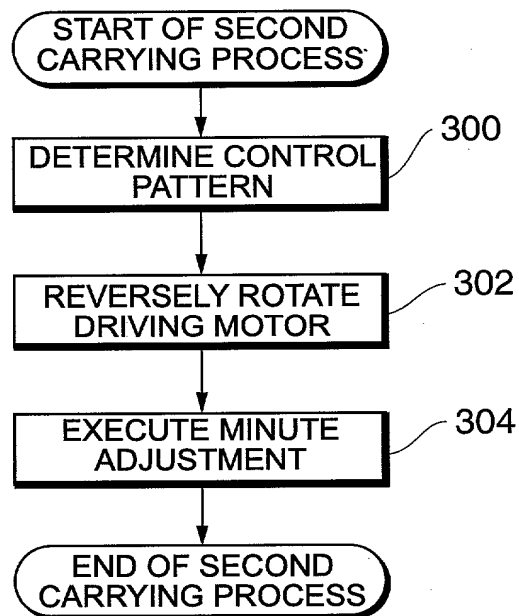 START OF SECOND
CARRYING PROCESS
300
DETERMINE CONTROL
PATTERN
302
REVERSELY ROTATE
DRIVING MOTOR
304
EXECUTE MINUTE
ADJUSTMENT
END OF SECOND
CARRYING PROCESS